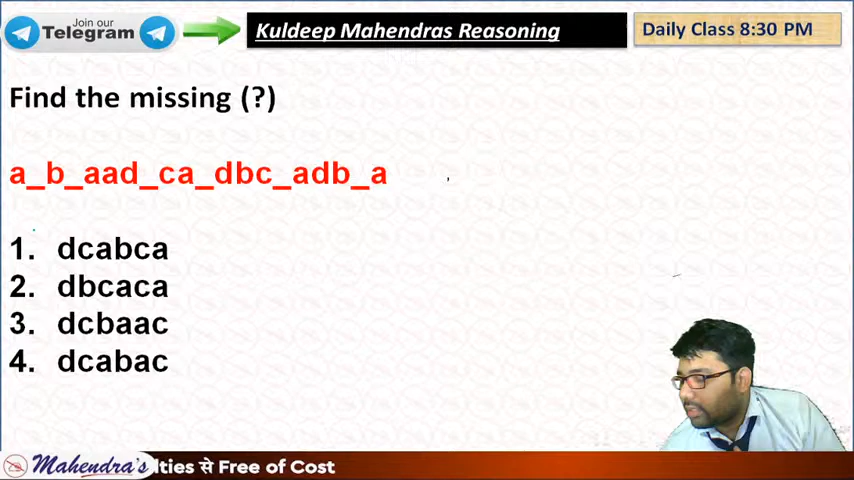 Join our
Telegram
Kuldeep Mahendras Reasoning
Daily Class 8:30 PM
Find the missing (?)
a_b_aad_ca_dbc_adb_a
1. dcabca
2. dbcaca
3. dcbaac
4. dcabac
Mahendra's
lties से Free of Cost